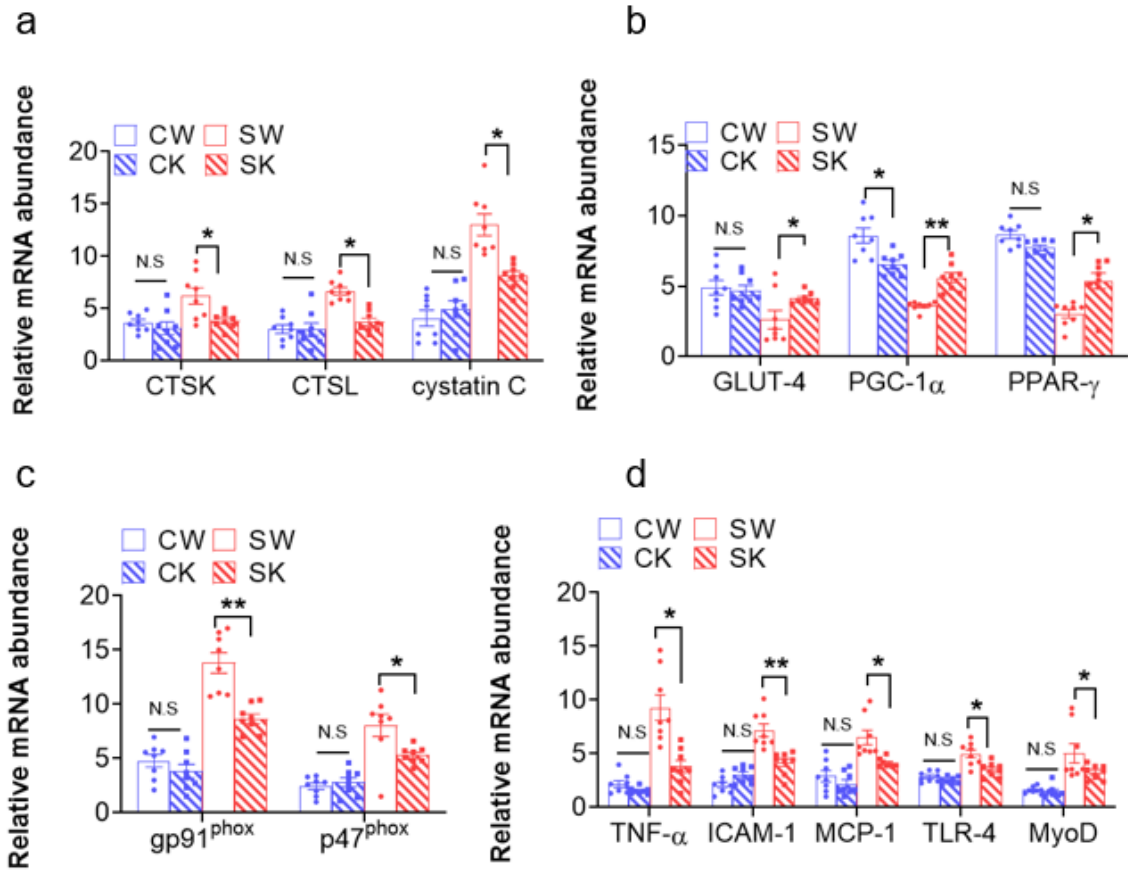 a
Relative mRNA abundance
CW SW
CK SK
20
15
10
5
0
N.S * N.S * N.S *
CTSK CTSL cystatin C
b
Relative mRNA abundance
CW SW
CK SK
15
10
5
0
N.S * * ** N.S *
GLUT-4 PGC-1α PPAR-γ
c
Relative mRNA abundance
CW SW
CK SK
20
15
10
5
0
N.S ** N.S *
gp91phox p47phox
d
Relative mRNA abundance
CW SW
CK SK
20
15
10
5
0
N.S * N.S ** N.S * N.S * N.S *
TNF-α ICAM-1 MCP-1 TLR-4 MyoD